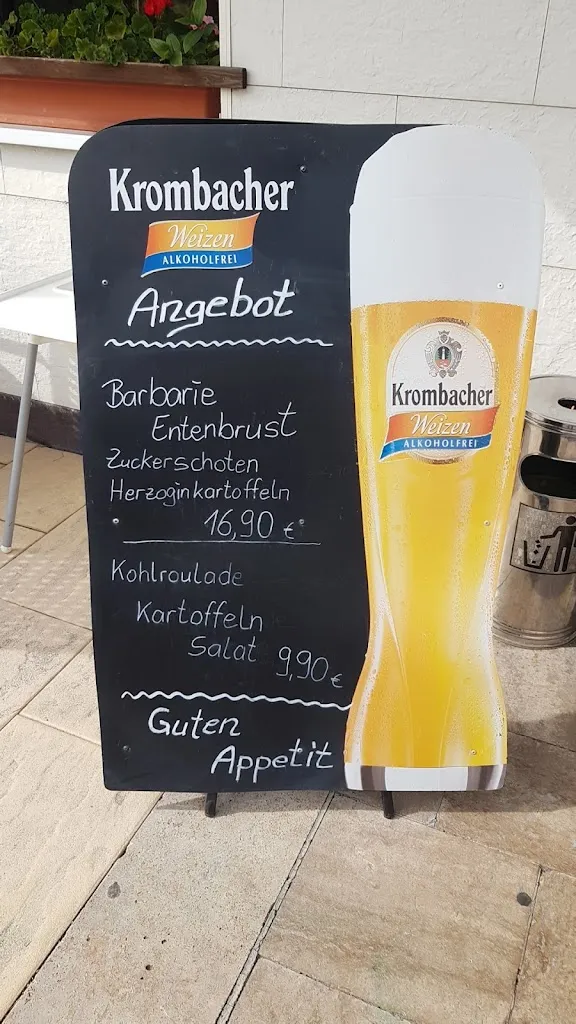 Krombacher
Weizen
ALKOHOLFREI
Angebot
Barbarie
Entenbrust
Zuckerschoten
Herzoginkartoffeln
16,90 €
Kohlroulade
Kartoffeln
Salat 9,90 €
Guten
Appetit
Krombacher
Weizen
ALKOHOLFREI